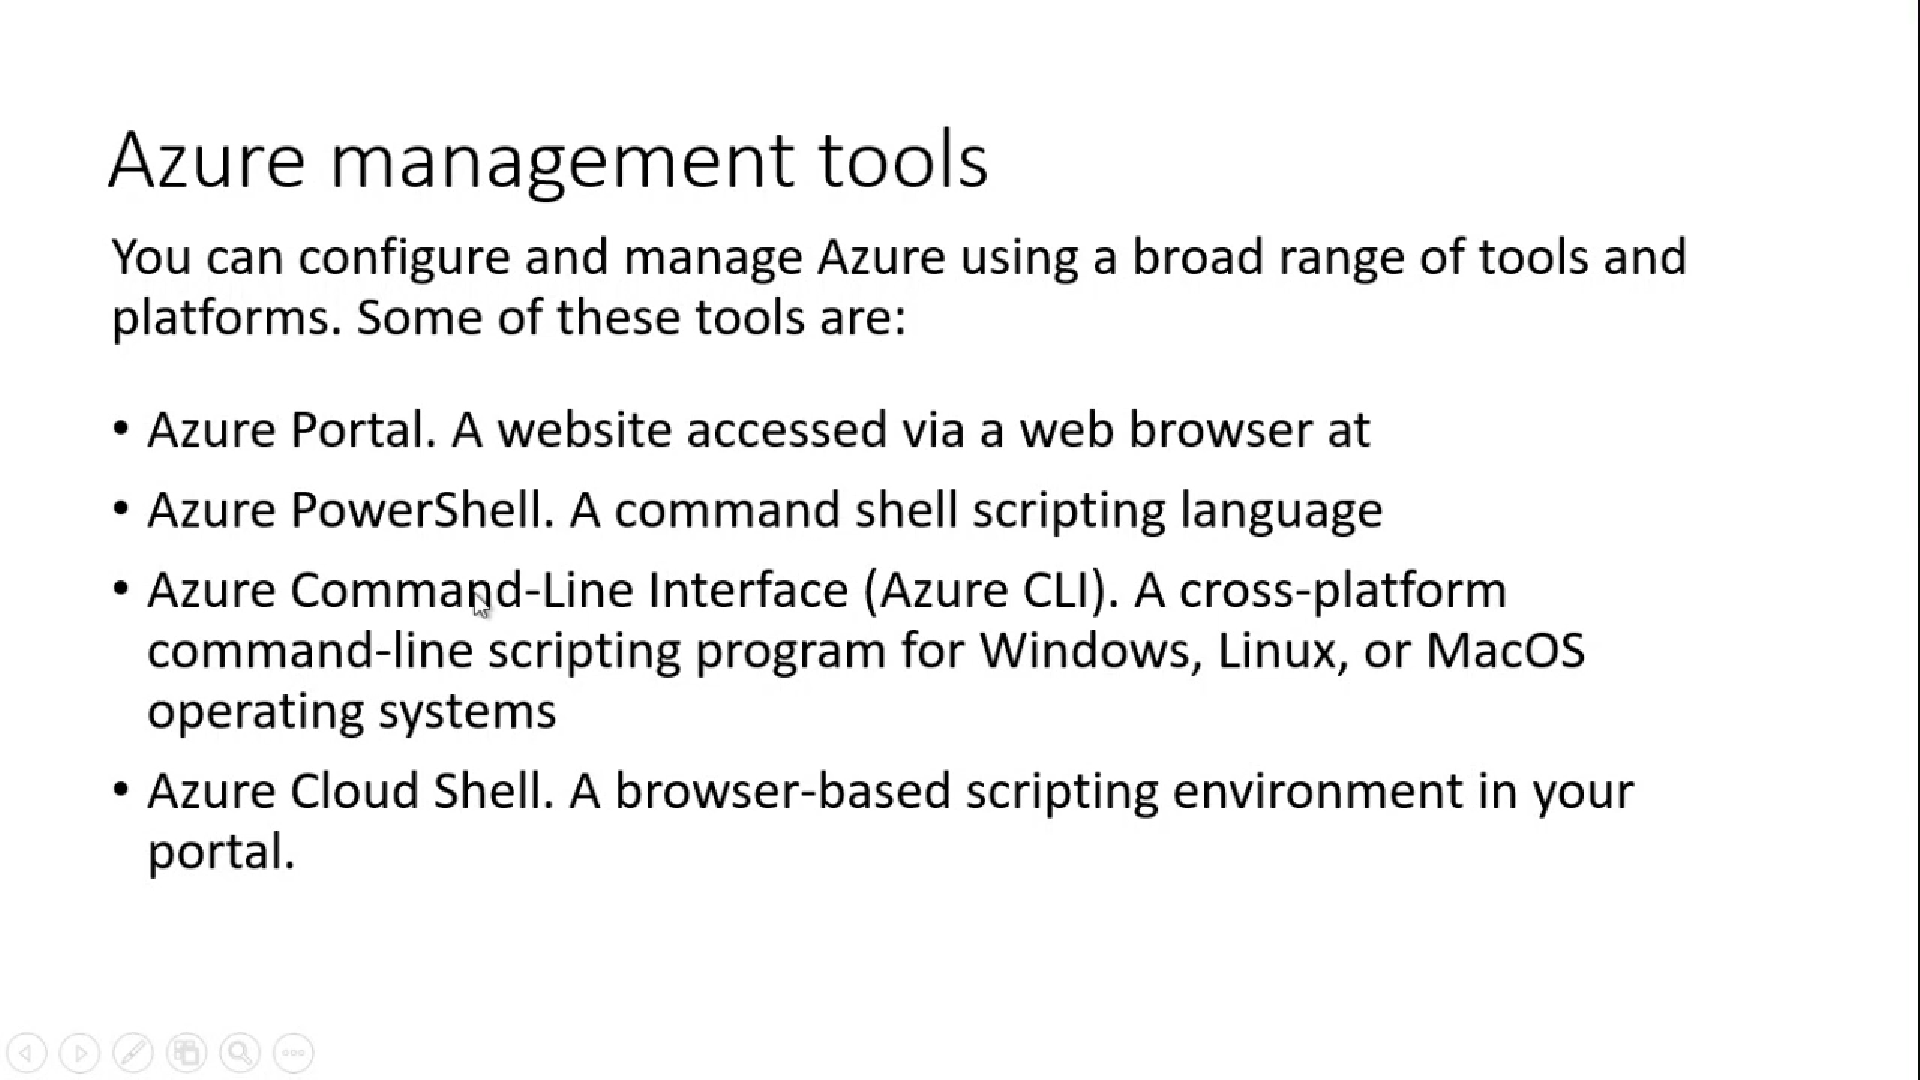 Azure management tools
You can configure and manage Azure using a broad range of tools and
platforms. Some of these tools are:
• Azure Portal. A website accessed via a web browser at
• Azure PowerShell. A command shell scripting language
• Azure Command-Line Interface (Azure CLI). A cross-platform
command-line scripting program for Windows, Linux, or MacOS
operating systems
• Azure Cloud Shell. A browser-based scripting environment in your
portal.